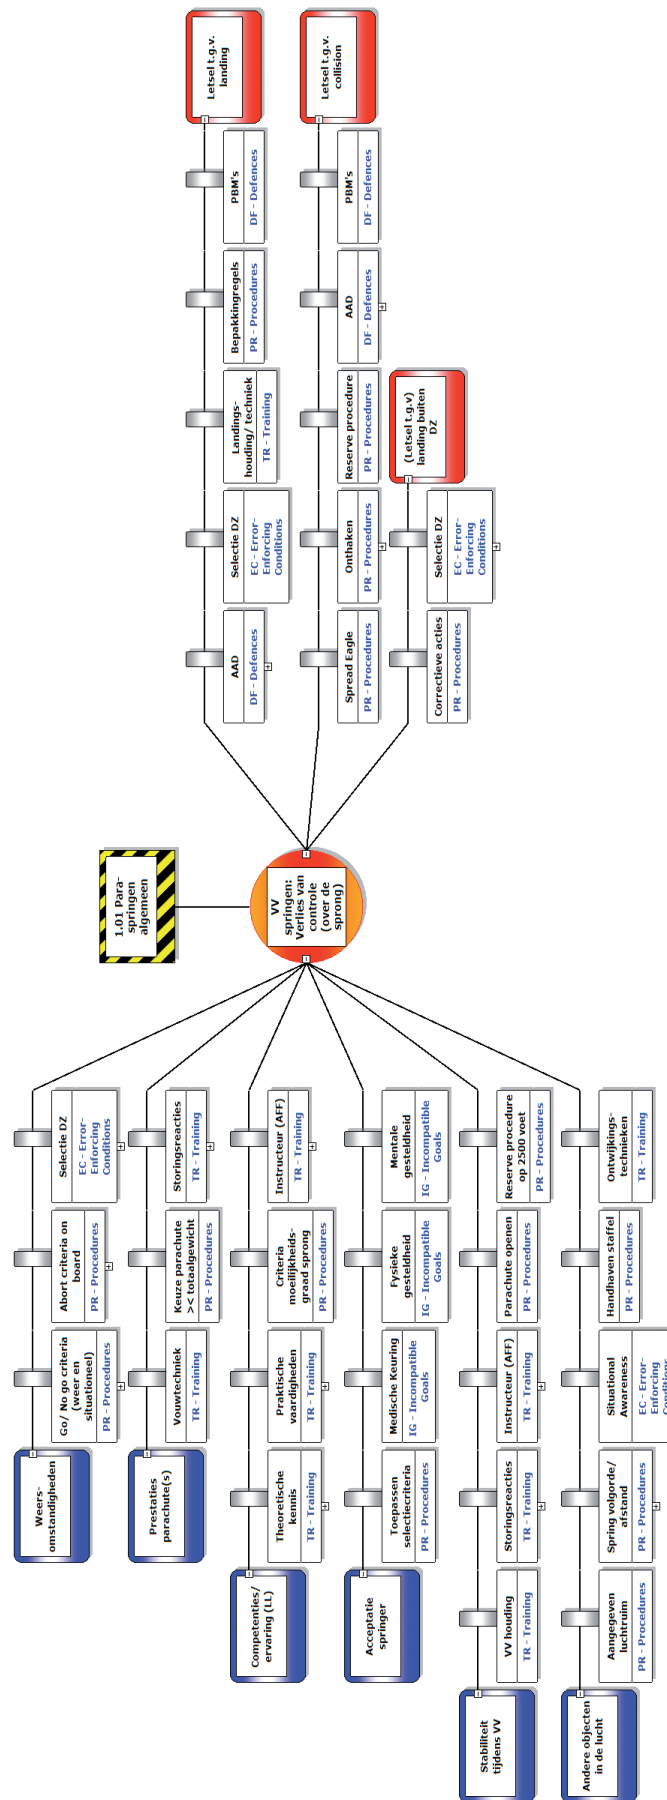 1.01 Para-
springen
algemeen
VV
springen:
Verlies van
controle
(over de
sprong)
Weers-
omstandigheden
Go/ No go criteria
(weer en
situationeel)
PR - Procedures
Abort criteria on
board
PR - Procedures
Selectie DZ
EC - Error-
Enforcing
Conditions
Prestaties
parachute(s)
Vouwtechniek
TR - Training
Keuze parachute
>< totaalgewicht
PR - Procedures
Storingsreacties
TR - Training
Competenties/
ervaring (LL)
Theoretische
kennis
TR - Training
Praktische
vaardigheden
TR - Training
Criteria
moeilijkheids-
graad sprong
PR - Procedures
Instructeur (AFF)
TR - Training
Acceptatie
springer
Toepassen
selectiecriteria
PR - Procedures
Medische Keuring
IG - Incompatible
Goals
Fysieke
gesteldheid
IG - Incompatible
Goals
Mentale
gesteldheid
IG - Incompatible
Goals
Stabiliteit
tijdens VV
VV houding
TR - Training
Storingsreacties
TR - Training
Instructeur (AFF)
TR - Training
Parachute openen
PR - Procedures
Reserve procedure
op 2500 voet
PR - Procedures
Andere objecten
in de lucht
Aangegeven
luchtruim
PR - Procedures
Spring volgorde/
afstand
PR - Procedures
Situational
Awareness
EC - Error-
Enforcing
Conditions
Handhaven staffel
PR - Procedures
Ontwijkings-
technieken
TR - Training
AAD
DF - Defences
Selectie DZ
EC - Error-
Enforcing
Conditions
Landings-
houding/ techniek
TR - Training
Bepakkingregels
PR - Procedures
PBM's
DF - Defences
Letsel t.g.v.
landing
Spread Eagle
PR - Procedures
Onthaken
PR - Procedures
Reserve procedure
PR - Procedures
AAD
DF - Defences
PBM's
DF - Defences
Letsel t.g.v.
collision
Correctieve acties
PR - Procedures
Selectie DZ
EC - Error-
Enforcing
Conditions
(Letsel t.g.v)
landing buiten
DZ